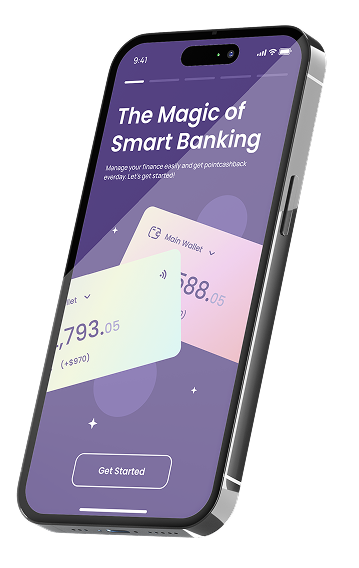 9:41
The Magic of
Smart Banking
Manage your finance easily and get pointcashback
everday. Let's get started!
Main Wallet
588.05
,793.05
(+$970)
Get Started